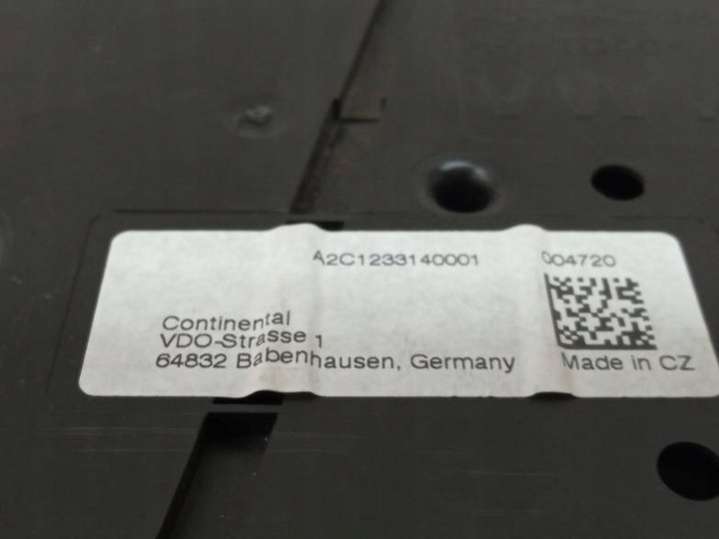 A2C1233140001
004720
Continental
VDO-Strasse 1
64832 Babenhausen, Germany
Made in CZ